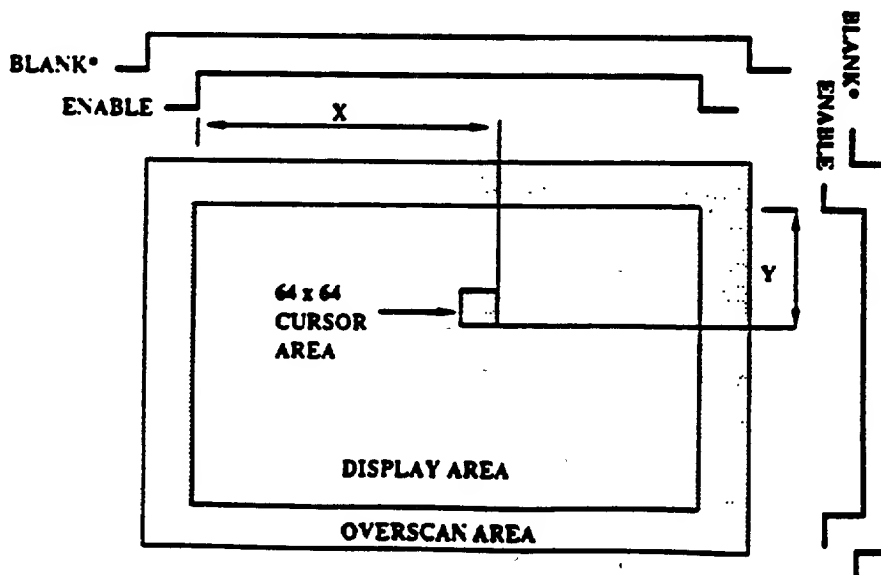 BLANK*
ENABLE
X
BLANK*
ENABLE
Y
64 x 64
CURSOR
AREA
DISPLAY AREA
OVERSCAN AREA